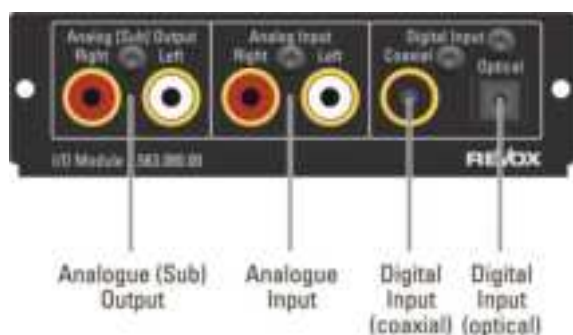 Analog (Sub) Output
Right Left
Analog Input
Right Left
Digital Input
Coaxial
Optical
I/O Module
REVOX
Analogue (Sub)
Output
Analogue
Input
Digital
Input
(coaxial)
Digital
Input
(optical)